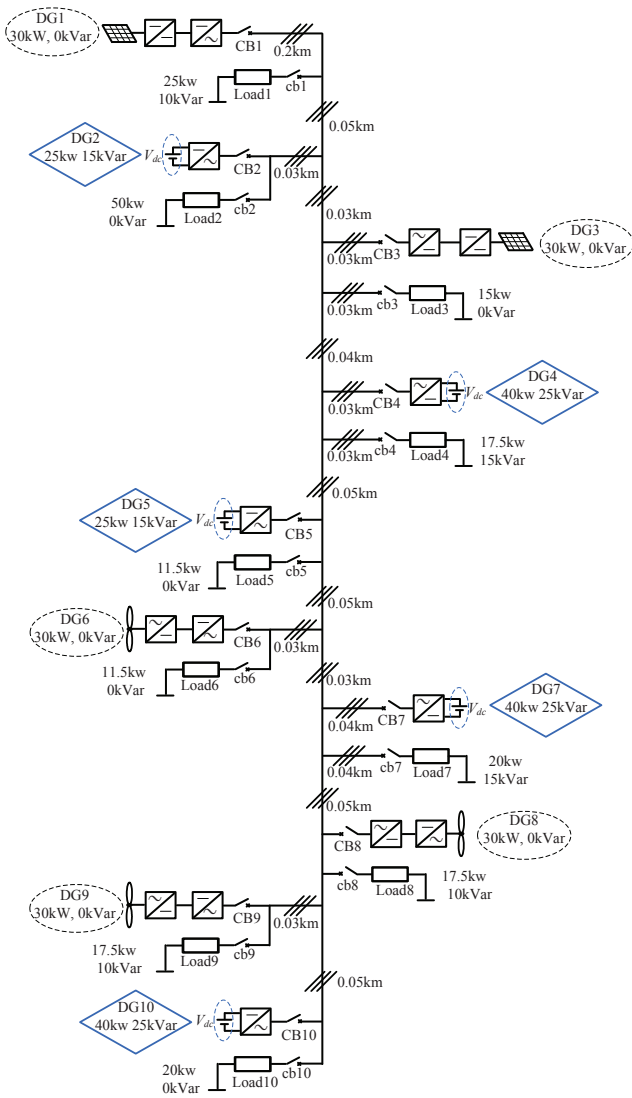 DG1
30kW, 0kVar
CB1
0.2km
25kw
10kVar
Load1
cb1
0.05km
DG2
25kw 15kVar
Vdc
CB2
0.03km
50kw
0kVar
Load2
cb2
0.03km
0.03km
CB3
DG3
30kW, 0kVar
0.03km
cb3
Load3
15kw
0kVar
0.04km
0.03km
CB4
Vdc
DG4
40kw 25kVar
0.03km
cb4
Load4
17.5kw
15kVar
0.05km
DG5
25kw 15kVar
Vdc
CB5
11.5kw
0kVar
Load5
cb5
0.05km
DG6
30kW, 0kVar
CB6
0.03km
11.5kw
0kVar
Load6
cb6
0.03km
0.04km
CB7
Vdc
DG7
40kw 25kVar
0.04km
cb7
Load7
20kw
15kVar
0.05km
CB8
DG8
30kW, 0kVar
cb8
Load8
17.5kw
10kVar
DG9
30kW, 0kVar
CB9
0.03km
17.5kw
10kVar
Load9
cb9
0.05km
DG10
40kw 25kVar
Vdc
CB10
20kw
0kVar
Load10
cb10